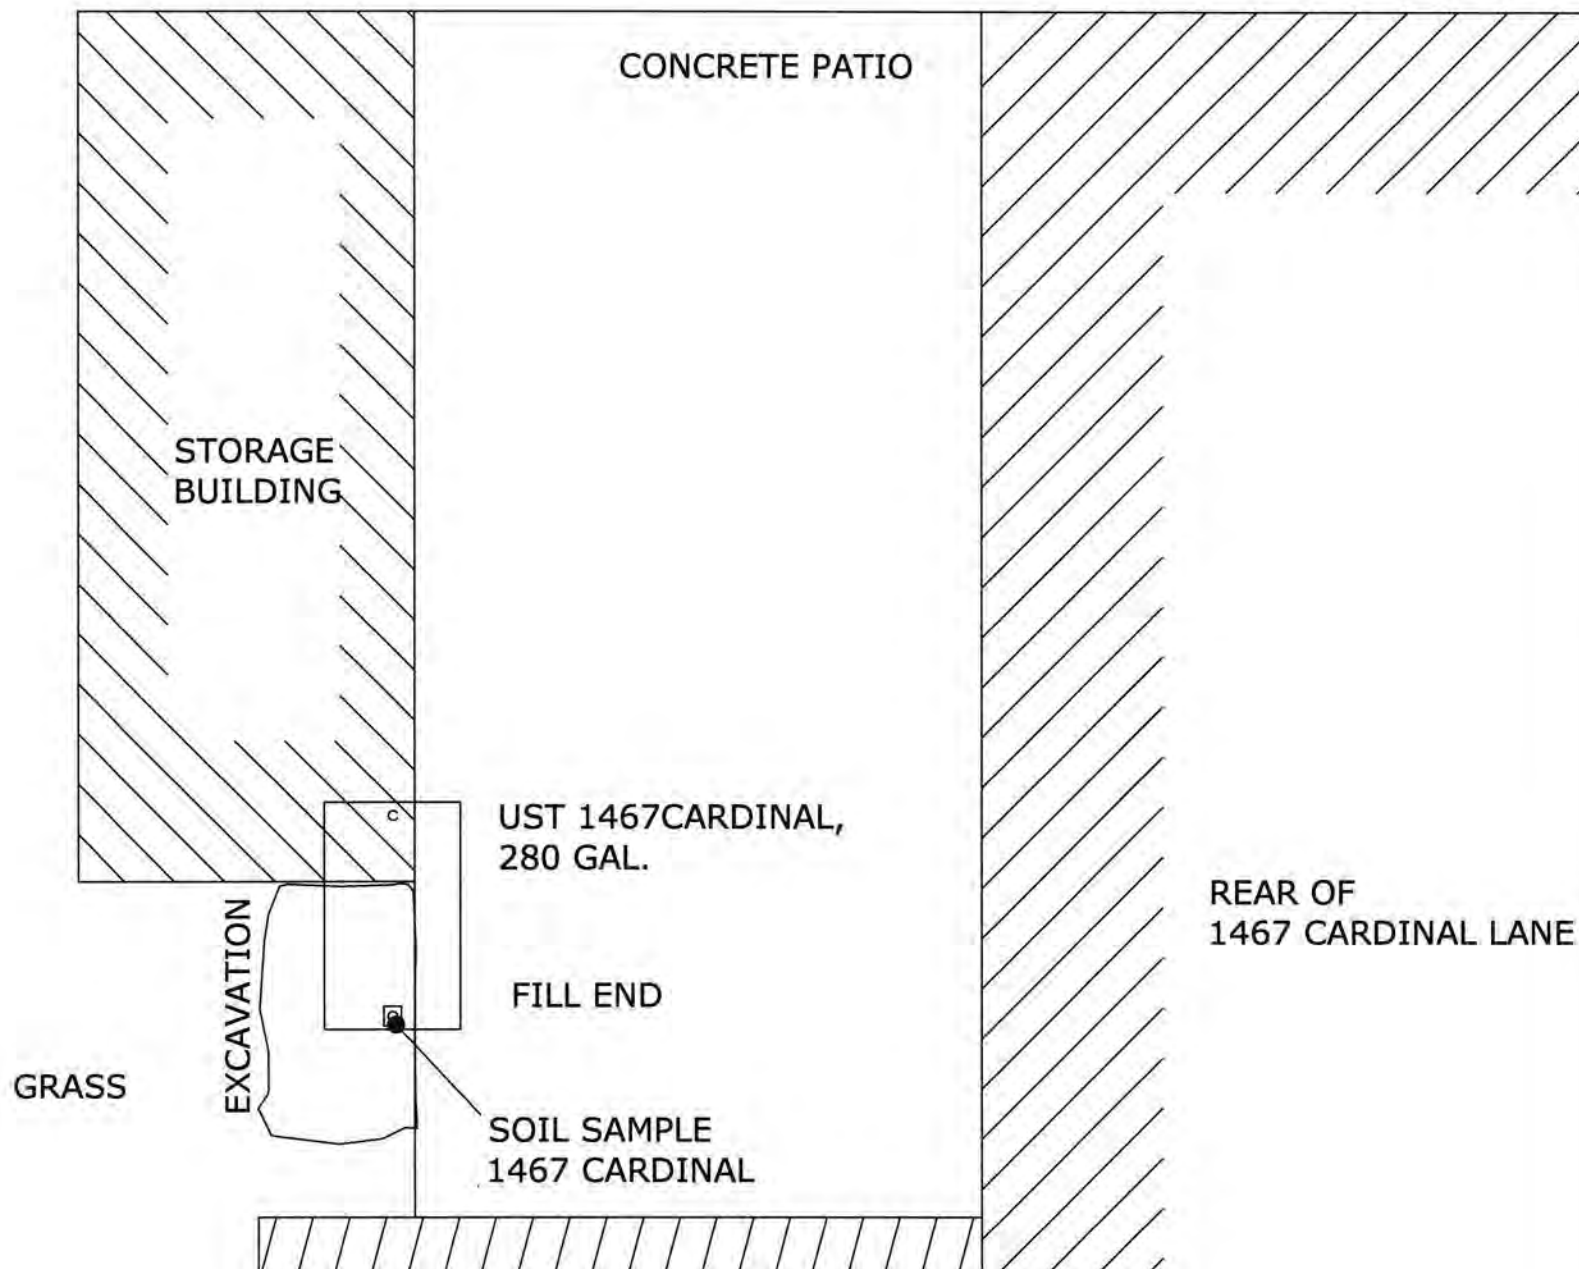 CONCRETE PATIO
STORAGE
BUILDING
UST 1467CARDINAL,
280 GAL.
REAR OF
1467 CARDINAL LANE
EXCAVATION
FILL END
GRASS
SOIL SAMPLE
1467 CARDINAL